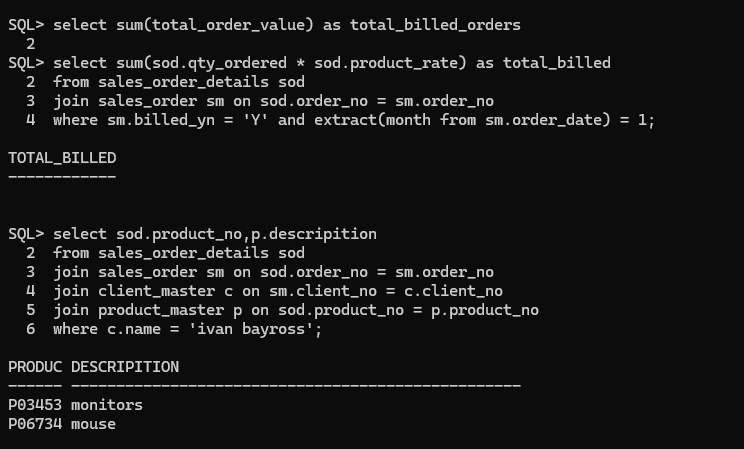 SQL> select sum(total_order_value) as total_billed_orders
  2
SQL> select sum(sod.qty_ordered * sod.product_rate) as total_billed
  2  from sales_order_details sod
  3  join sales_order sm on sod.order_no = sm.order_no
  4  where sm.billed_yn = 'Y' and extract(month from sm.order_date) = 1;
TOTAL_BILLED
------------
SQL> select sod.product_no,p.descripition
  2  from sales_order_details sod
  3  join sales_order sm on sod.order_no = sm.order_no
  4  join client_master c on sm.client_no = c.client_no
  5  join product_master p on sod.product_no = p.product_no
  6  where c.name = 'ivan bayross';
PRODUC DESCRIPITION
------ --------------------------------------------------
P03453 monitors
P06734 mouse